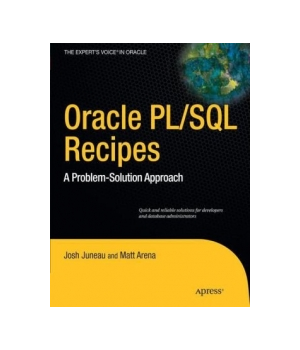 THE EXPERT'S VOICE® IN ORACLE
Oracle PL/SQL
Recipes
A Problem-Solution Approach
Quick and reliable solutions for developers
and database administrators
Josh Juneau and Matt Arena
Apress®